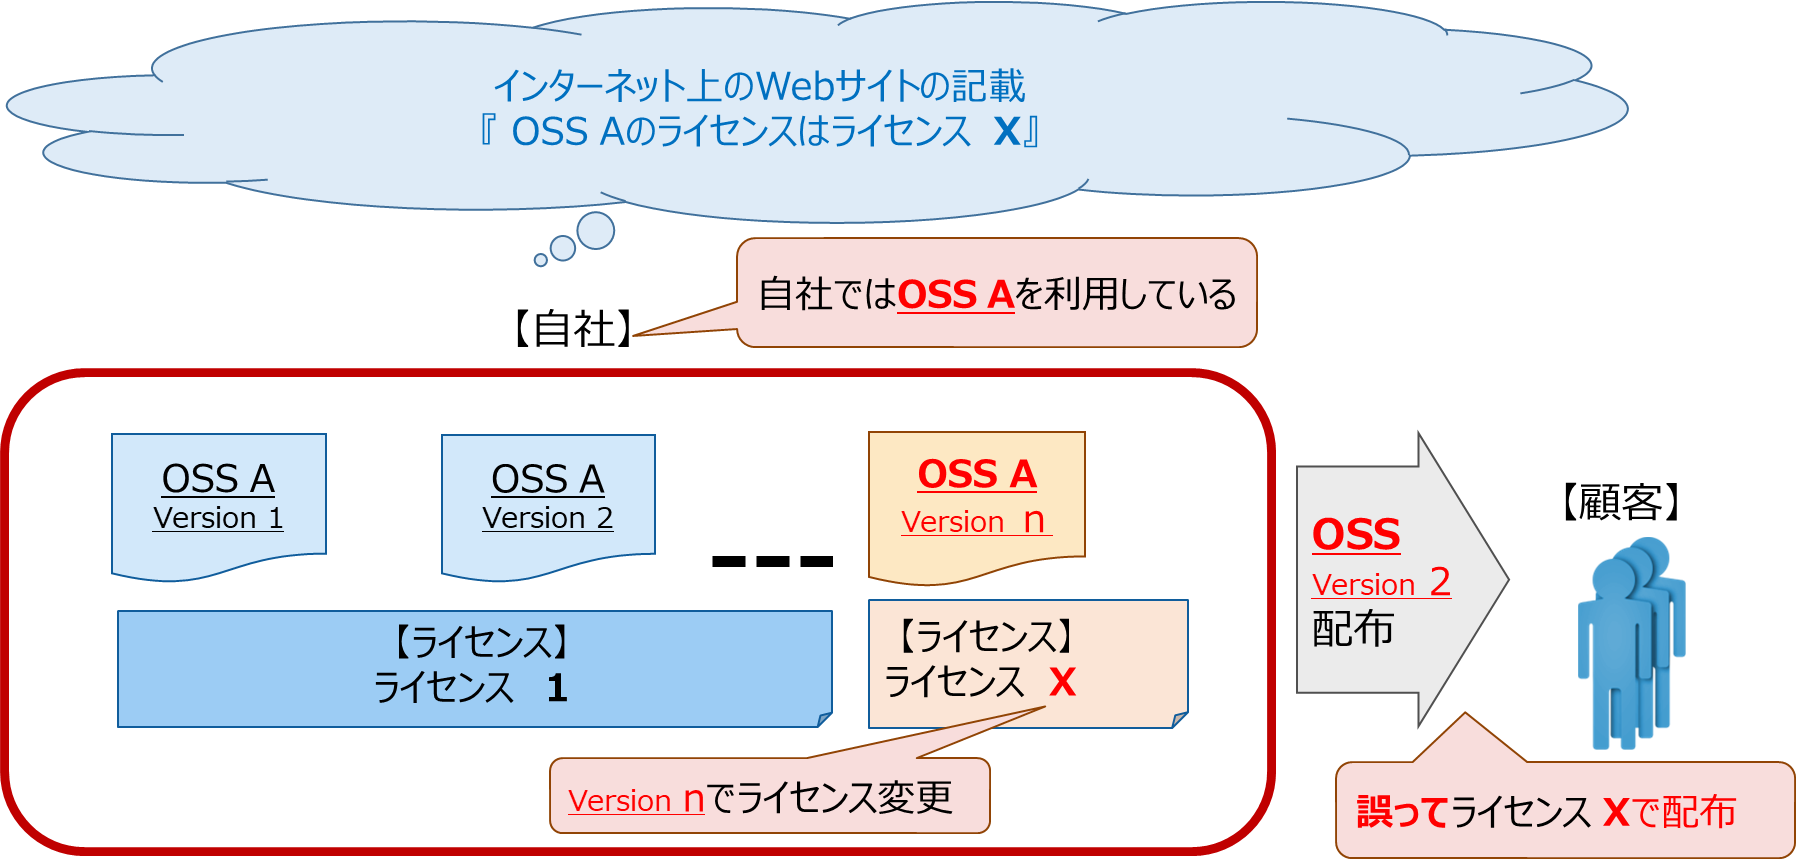 インターネット上のWebサイトの記載
『 OSS Aのライセンスはライセンス X』
自社ではOSS Aを利用している
【自社】
OSS A
Version 1
OSS A
Version 2
OSS A
Version n
【ライセンス】
ライセンス 1
【ライセンス】
ライセンス X
Version nでライセンス変更
OSS
Version 2
配布
【顧客】
誤ってライセンス Xで配布